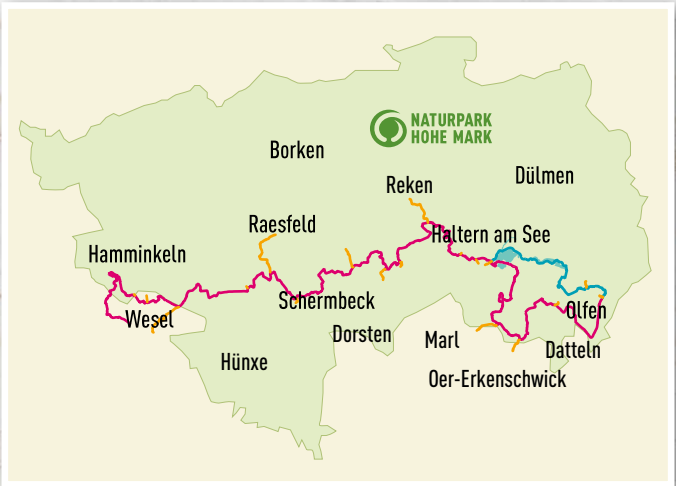 NATURPARK
HOHE MARK
Borken
Dülmen
Reken
Raesfeld
Haltern am See
Hamminkeln
Schermbeck
Olfen
Wesel
Dorsten
Marl
Datteln
Hünxe
Oer-Erkenschwick